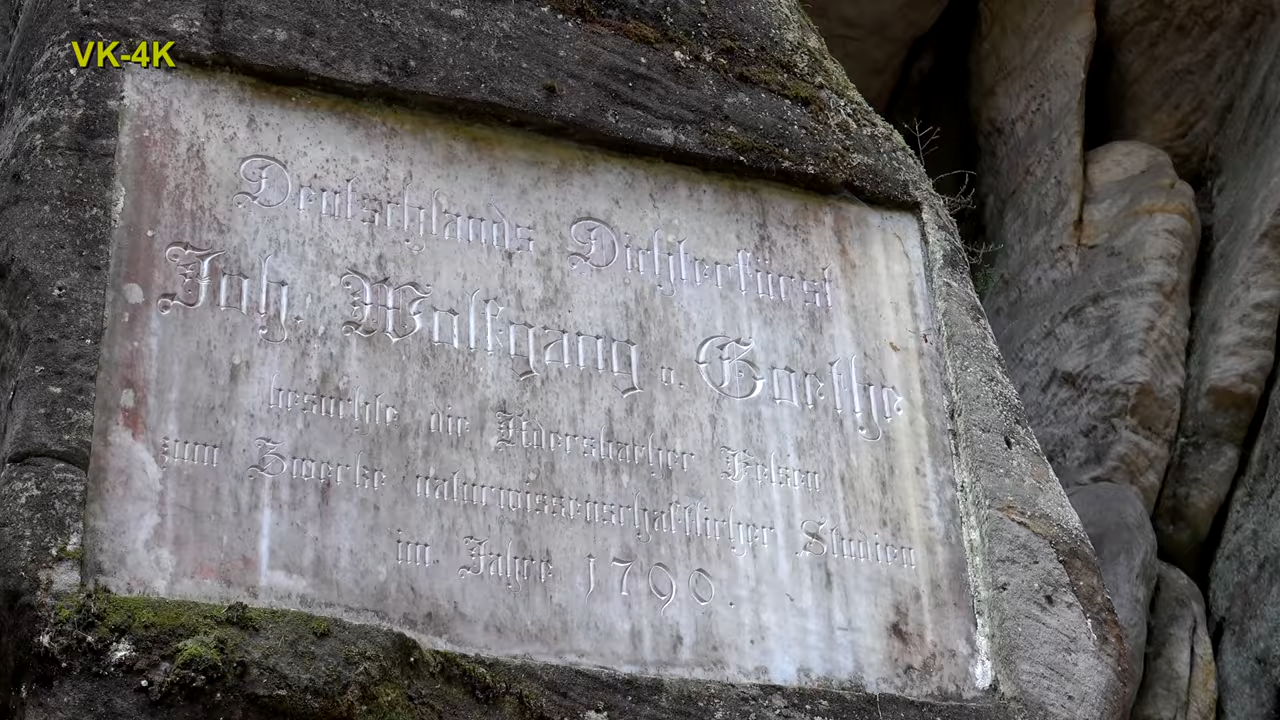 VK-4K
Deutschlands Dichterfürst
Joh. Wolfgang v. Goethe
besuchte die Adersbacher Felsen
zum Zwecke naturwissenschaftlicher Studien
im Jahre 1790.